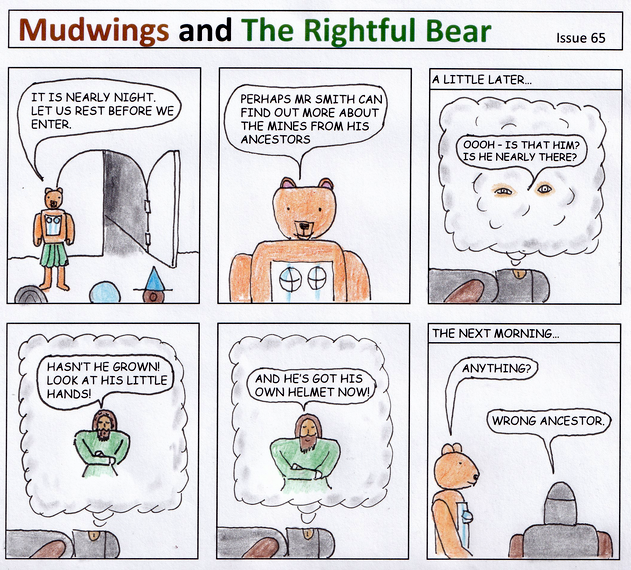 Mudwings and The Rightful Bear
Issue 65
IT IS NEARLY NIGHT.
LET US REST BEFORE WE
ENTER.
PERHAPS MR SMITH CAN
FIND OUT MORE ABOUT
THE MINES FROM HIS
ANCESTORS
A LITTLE LATER...
OOOH - IS THAT HIM?
IS HE NEARLY THERE?
HASN'T HE GROWN!
LOOK AT HIS LITTLE
HANDS!
AND HE'S GOT HIS
OWN HELMET NOW!
THE NEXT MORNING...
ANYTHING?
WRONG ANCESTOR.